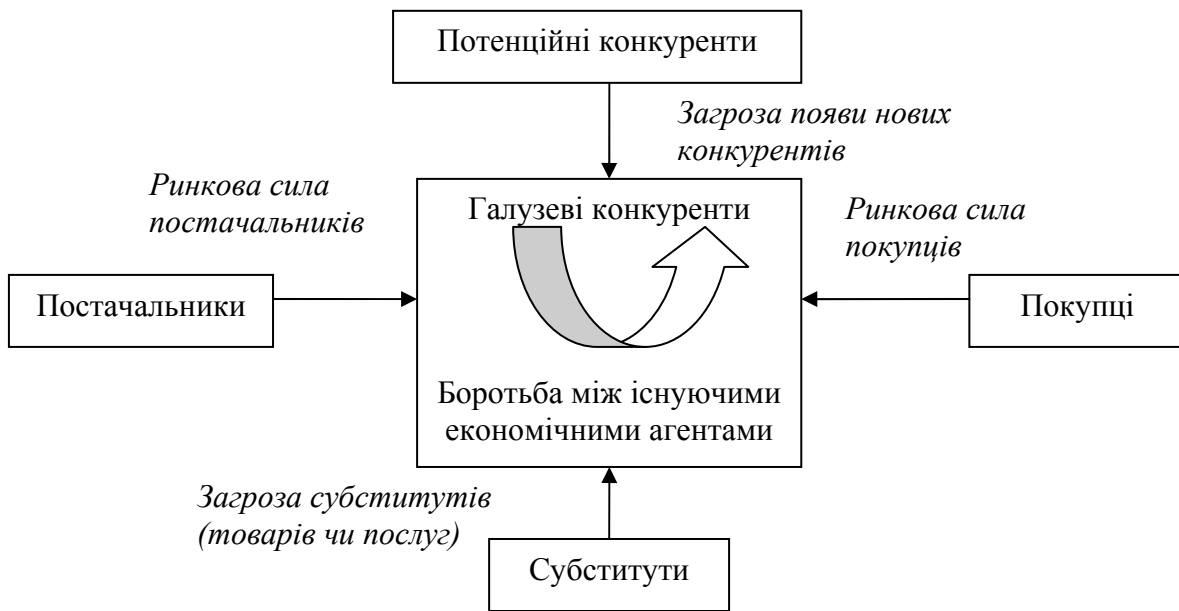 Потенційні конкуренти
Загроза появи нових
конкурентів
Ринкова сила
постачальників
Галузеві конкуренти
Ринкова сила
покупців
Постачальники
Покупці
Боротьба між існуючими
економічними агентами
Загроза субститутів
(товарів чи послуг)
Субститути